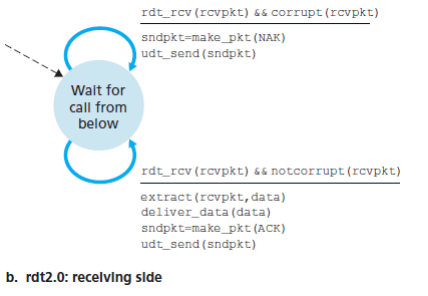 rdt_rcv(rcvpkt) && corrupt(rcvpkt)
sndpkt=make_pkt(NAK)
udt_send(sndpkt)
Wait for
call from
below
rdt_rcv(rcvpkt) && notcorrupt(rcvpkt)
extract(rcvpkt,data)
deliver_data(data)
sndpkt=make_pkt(ACK)
udt_send(sndpkt)
b. rdt2.0: receiving side